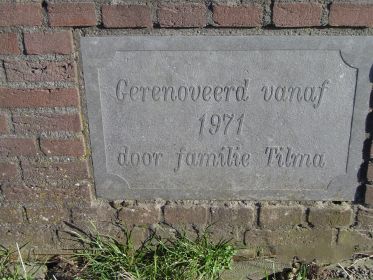 Gerenoveerd vanaf
1971
door familie Tilma